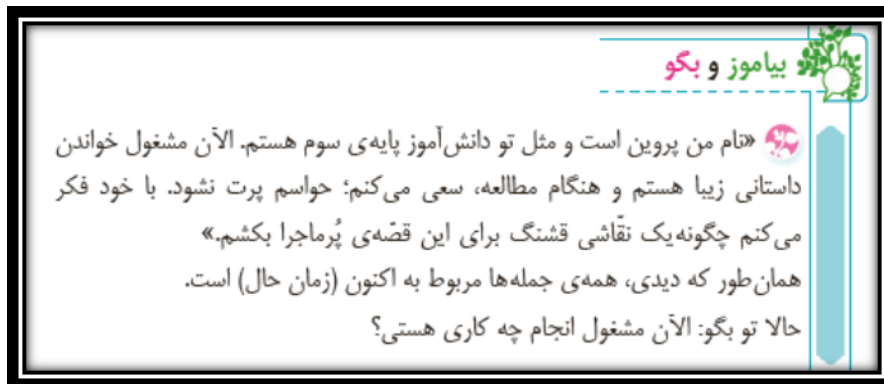 بیاموز و بگو
«نام من پروین است و مثل تو دانش‌آموز پایه‌ی سوم هستم. الآن مشغول خواندن
داستانی زیبا هستم و هنگام مطالعه، سعی می‌کنم؛ حواسم پرت نشود. با خود فکر
می‌کنم چگونه‌یک نقّاشی قشنگ برای این قصّه‌ی پُرماجرا بکشم.»
همان‌طور که دیدی، همه‌ی جمله‌ها مربوط به اکنون (زمان حال) است.
حالا تو بگو: الآن مشغول انجام چه کاری هستی؟